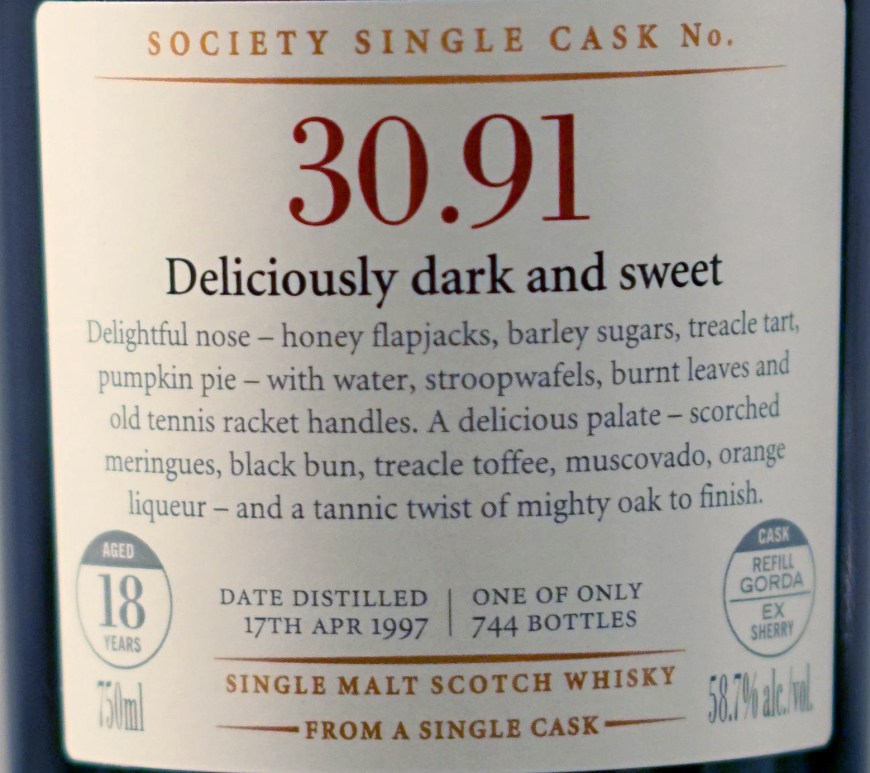 SOCIETY SINGLE CASK No.
30.91
Deliciously dark and sweet
Delightful nose – honey flapjacks, barley sugars, treacle tart,
pumpkin pie – with water, stroopwafels, burnt leaves and
old tennis racket handles. A delicious palate – scorched
meringues, black bun, treacle toffee, muscovado, orange
liqueur – and a tannic twist of mighty oak to finish.
AGED
18
YEARS
DATE DISTILLED
17TH APR 1997
ONE OF ONLY
744 BOTTLES
CASK
REFILL
GORDA
EX
SHERRY
750ml
SINGLE MALT SCOTCH WHISKY
FROM A SINGLE CASK
58.7% alc./vol.